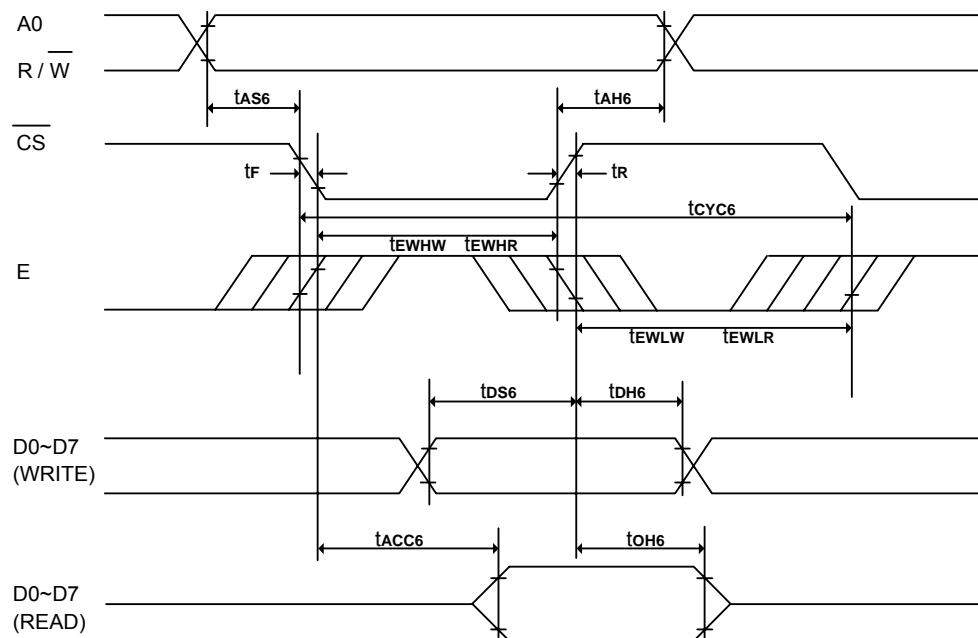 A0
R / W
tAS6
tAH6
CS
tF
tR
tCYC6
tEWHW tEWHR
E
tEWLW tEWLR
tDS6
tDH6
D0~D7
(WRITE)
tACC6
tOH6
D0~D7
(READ)